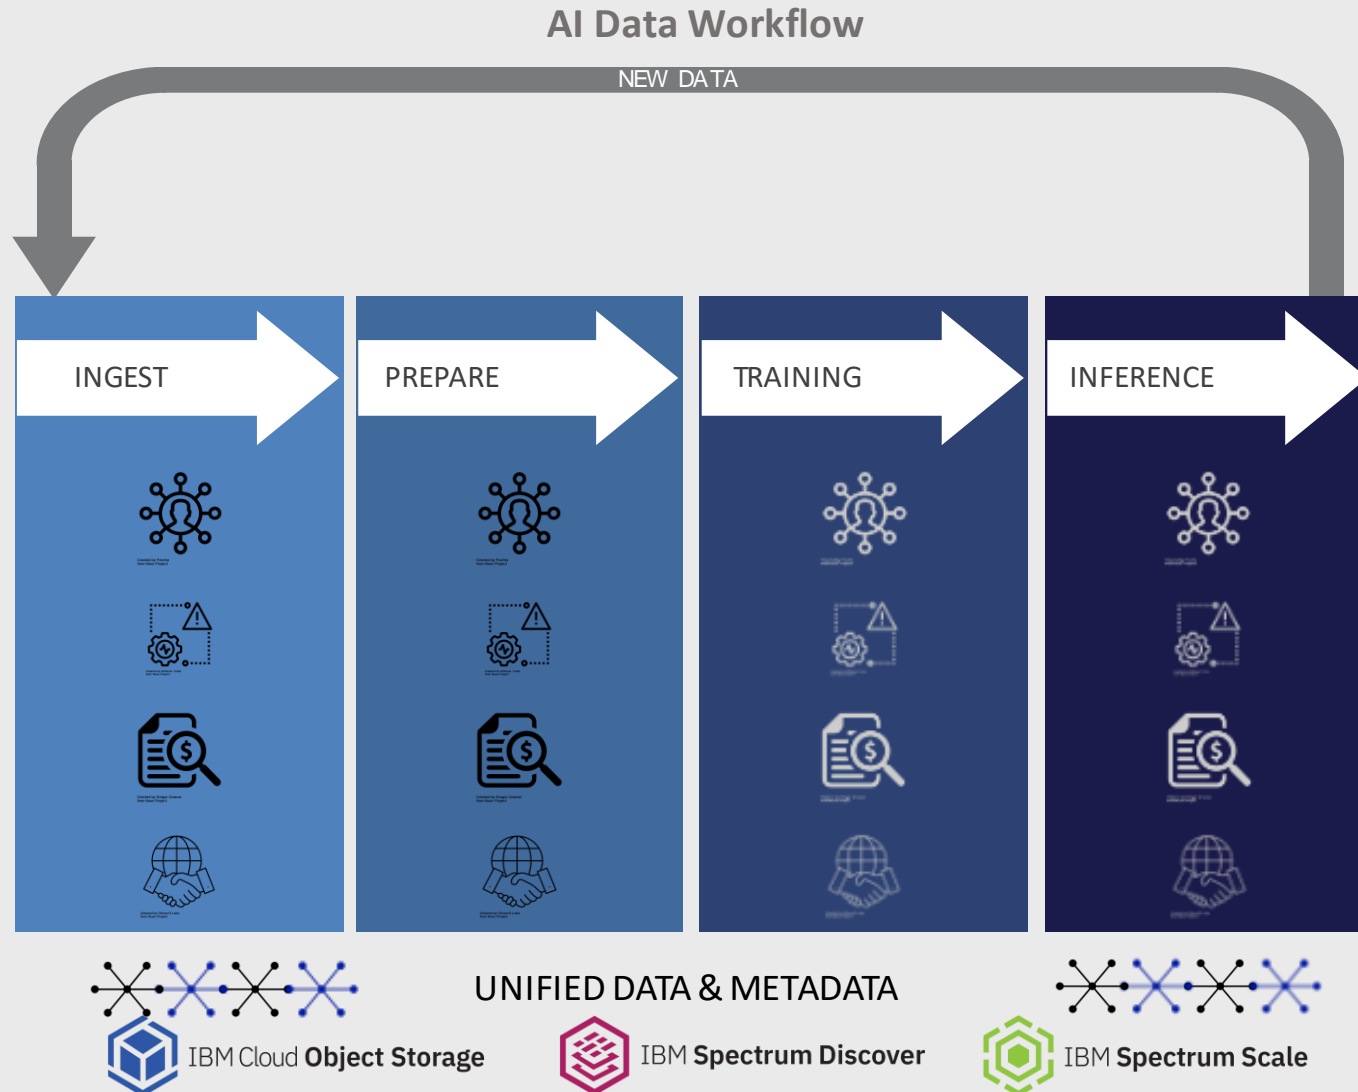 AI Data Workflow
NEW DATA
INGEST
PREPARE
TRAINING
INFERENCE
UNIFIED DATA & METADATA
IBM Cloud Object Storage
IBM Spectrum Discover
IBM Spectrum Scale